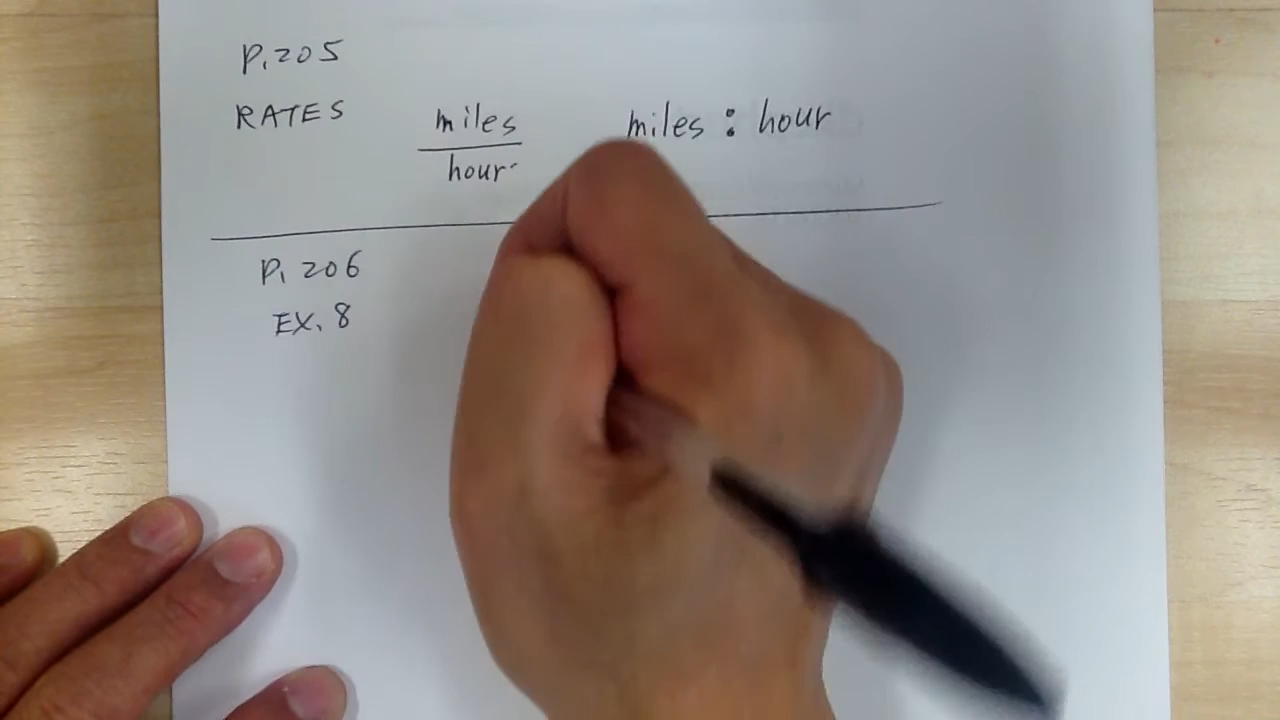 P. 205
RATES
miles
hour
miles : hour
P. 206
EX. 8